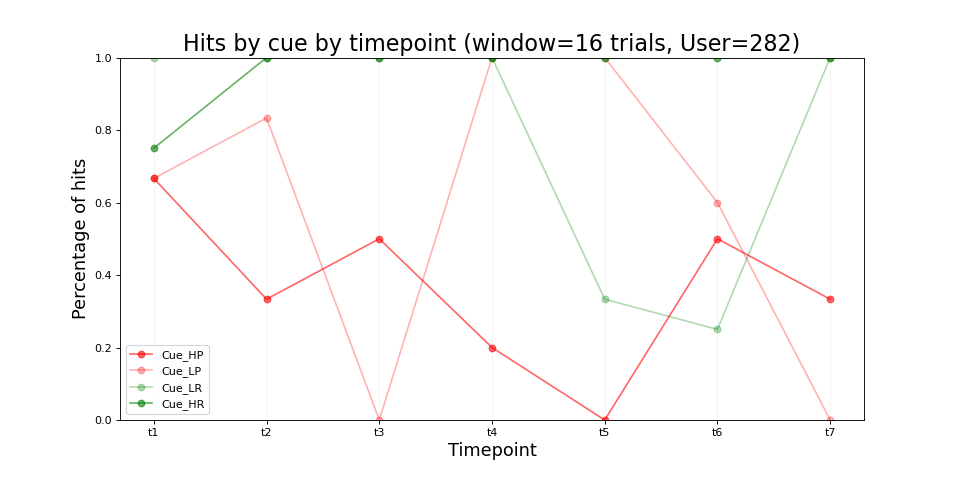 Hits by cue by timepoint (window=16 trials, User=282)
Percentage of hits
1.0
0.8
0.6
0.4
0.2
0.0
Cue_HP
Cue_LP
Cue_LR
Cue_HR
t1 t2 t3 t4 t5 t6 t7
Timepoint